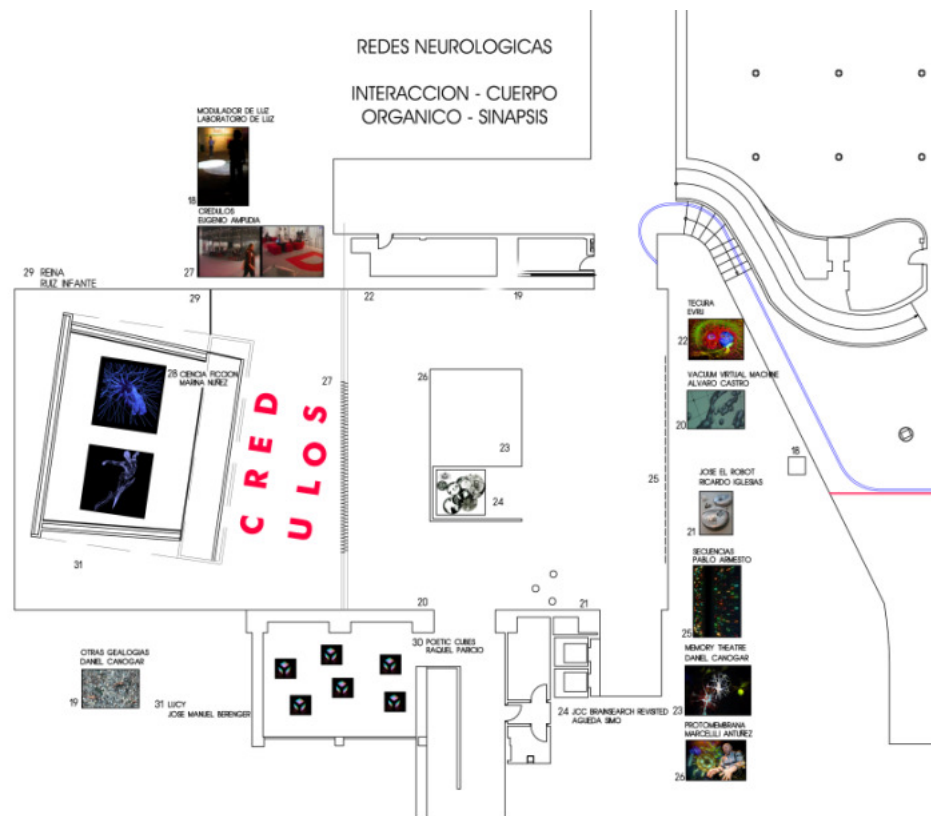 REDES NEUROLOGICAS
INTERACCION - CUERPO
ORGANICO - SINAPSIS
MODULADOR DE LUZ
LABORATORIO DE LUZ
18
CREDULOS
EUGENIO AMPUDIA
27
29 REINA
RUIZ INFANTE
29
22
19
28 CIENCIA FICCION
MARINA NUÑEZ
27
CRED
ULOS
26
23
24
25
31
20
21
TECURA
EVRU
22
VACUUM VIRTUAL MACHINE
ALVARO CASTRO
20
18
JOSE EL ROBOT
RICARDO IGLESIAS
21
SECUENCIAS
PABLO ARMESTO
25
MEMORY THEATRE
DANIEL CANOGAR
23
PROTOMEMBRANA
MARCELLI ANTUÑEZ
26
OTRAS GEALOGIAS
DANIEL CANOGAR
19
31 LUCY
JOSE MANUEL BERENGER
30 POETIC CUBES
RAQUEL PARICIO
24 JCC BRAINSEARCH REVISITED
AGUEDA SIMO